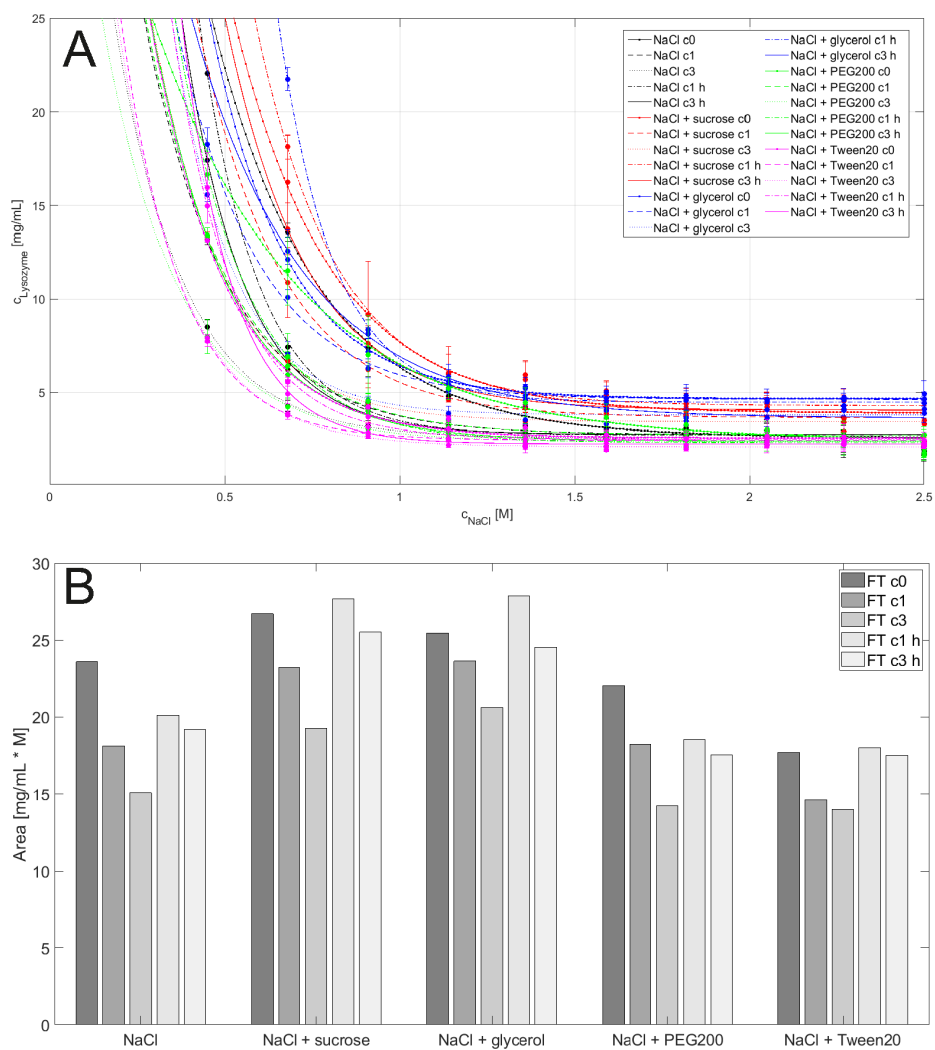 A
25
20
15
10
5
0
0.5
1
1.5
2
2.5
cLysozyme [mg/mL]
cNaCl [M]
NaCl c0
NaCl c1
NaCl c3
NaCl c1 h
NaCl c3 h
NaCl + sucrose c0
NaCl + sucrose c1
NaCl + sucrose c3
NaCl + sucrose c1 h
NaCl + sucrose c3 h
NaCl + glycerol c0
NaCl + glycerol c1
NaCl + glycerol c3
NaCl + glycerol c1 h
NaCl + glycerol c3 h
NaCl + PEG200 c0
NaCl + PEG200 c1
NaCl + PEG200 c3
NaCl + PEG200 c1 h
NaCl + PEG200 c3 h
NaCl + Tween20 c0
NaCl + Tween20 c1
NaCl + Tween20 c3
NaCl + Tween20 c1 h
NaCl + Tween20 c3 h
B
30
25
20
15
10
5
0
Area [mg/mL * M]
FT c0
FT c1
FT c3
FT c1 h
FT c3 h
NaCl
NaCl + sucrose
NaCl + glycerol
NaCl + PEG200
NaCl + Tween20